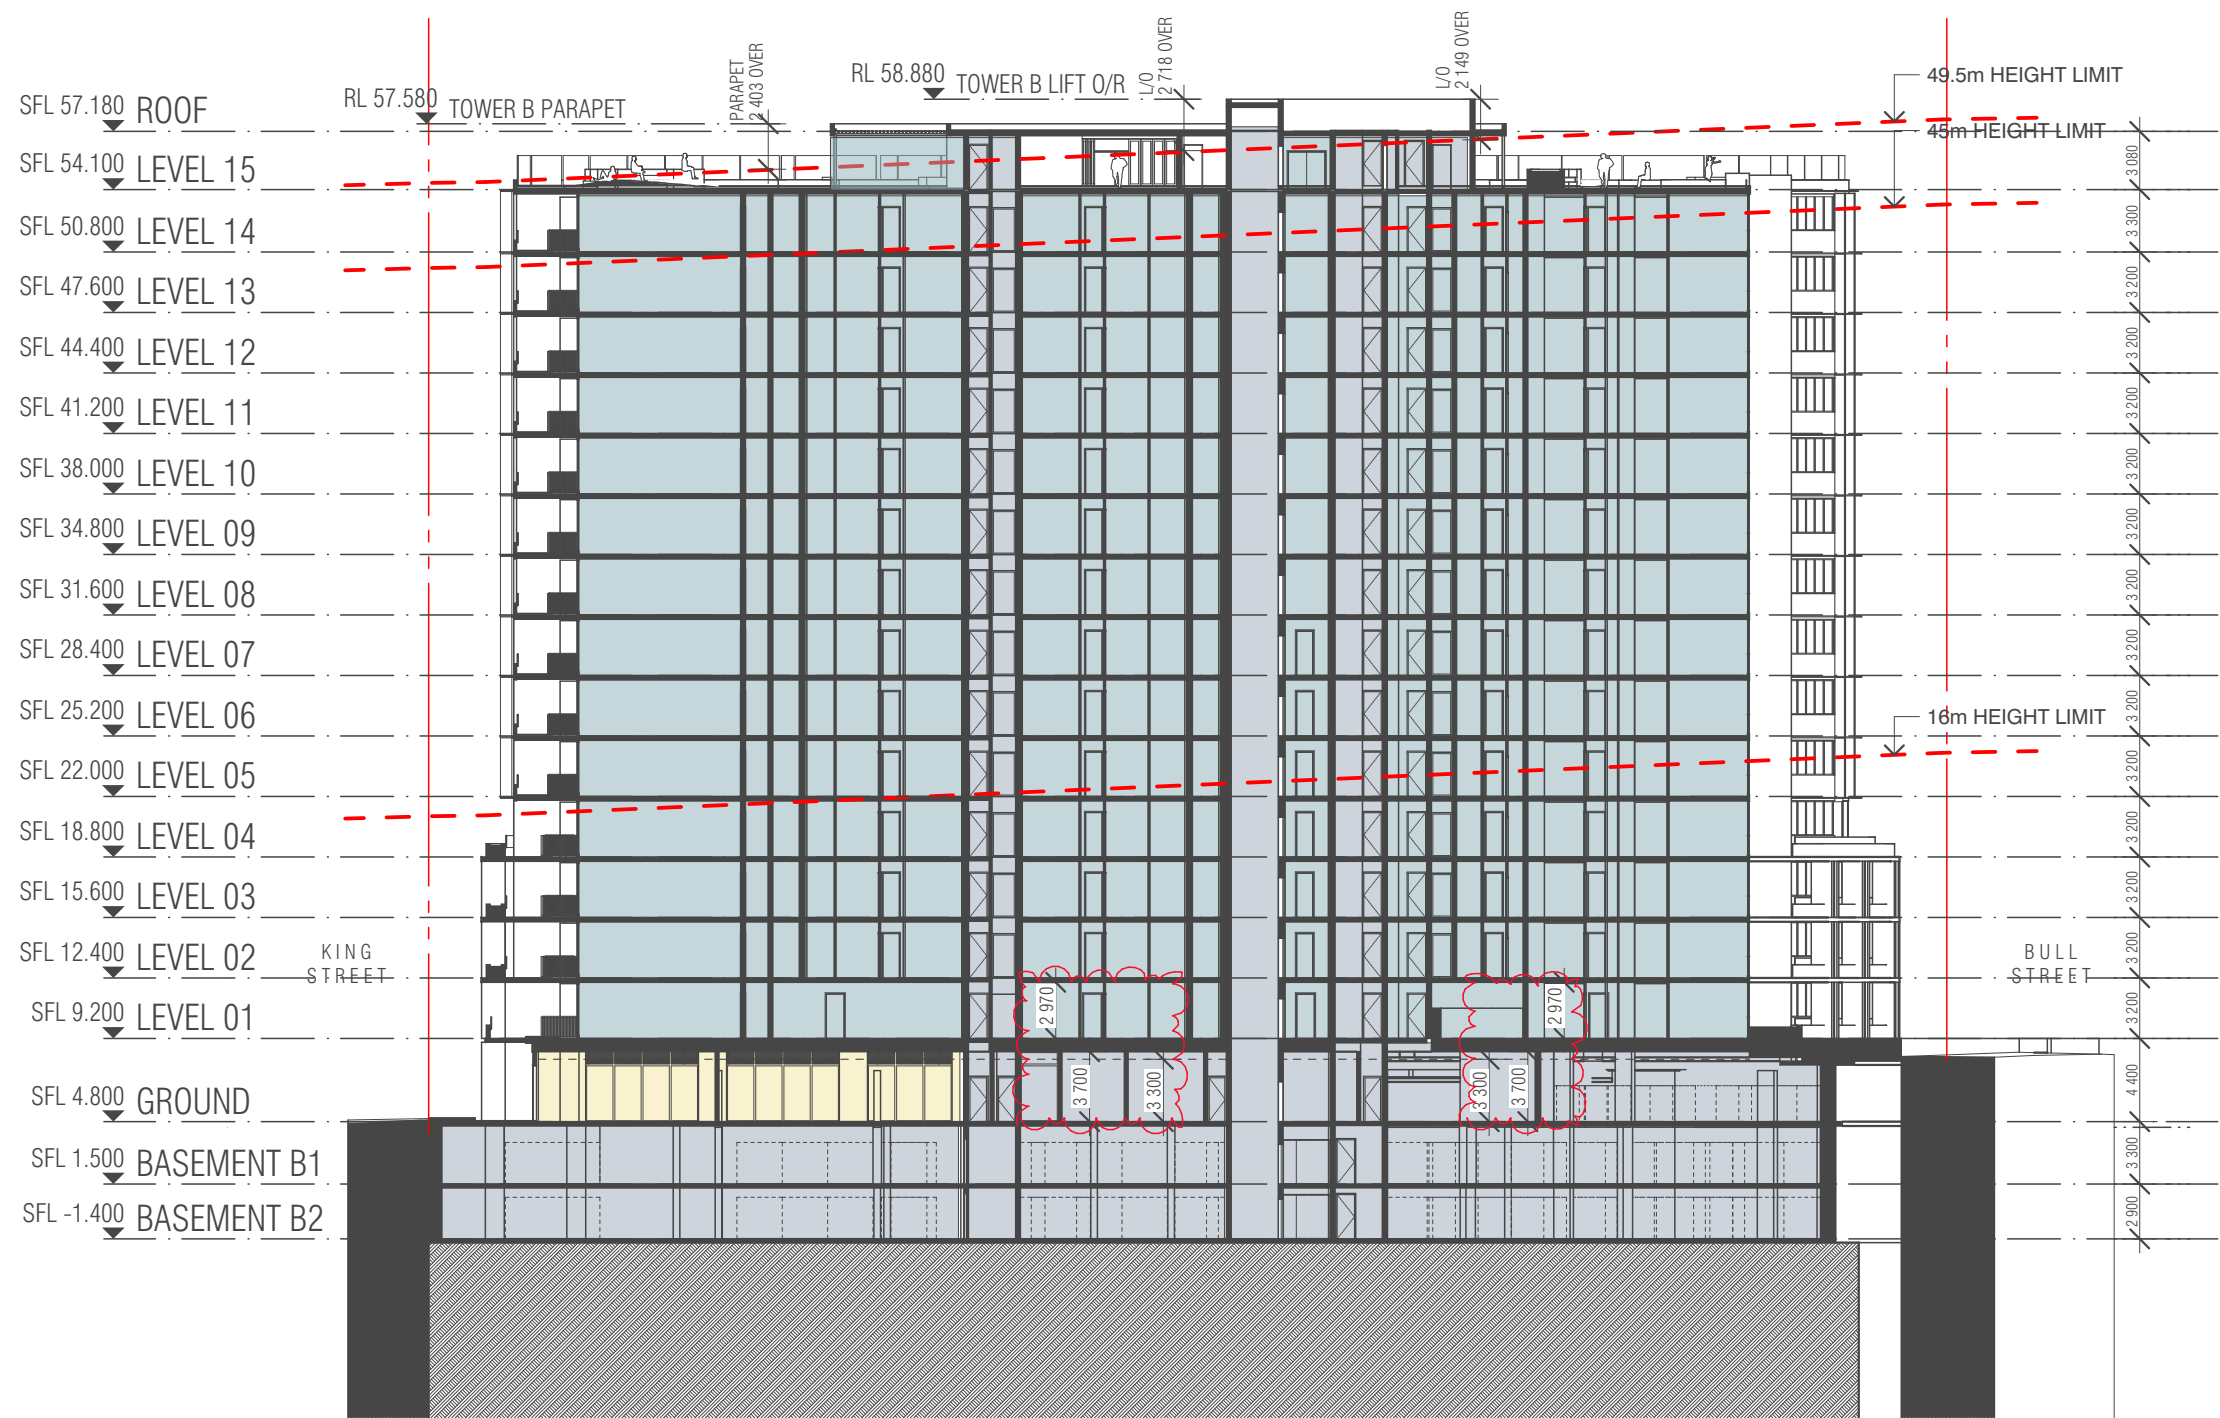 PARAPET
2 403 OVER
L/O
2 718 OVER
L/O
2 149 OVER
RL 58.880 TOWER B LIFT O/R
49.5m HEIGHT LIMIT
RL 57.580 TOWER B PARAPET
45m HEIGHT LIMIT
SFL 57.180 ROOF
3 080
SFL 54.100 LEVEL 15
3 300
SFL 50.800 LEVEL 14
3 200
SFL 47.600 LEVEL 13
3 200
SFL 44.400 LEVEL 12
3 200
SFL 41.200 LEVEL 11
3 200
SFL 38.000 LEVEL 10
3 200
SFL 34.800 LEVEL 09
3 200
SFL 31.600 LEVEL 08
3 200
SFL 28.400 LEVEL 07
3 200
SFL 25.200 LEVEL 06
16m HEIGHT LIMIT
3 200
SFL 22.000 LEVEL 05
3 200
SFL 18.800 LEVEL 04
3 200
SFL 15.600 LEVEL 03
3 200
SFL 12.400 LEVEL 02
KING
STREET
BULL
STREET
3 200
SFL 9.200 LEVEL 01
2 970
2 970
4 400
SFL 4.800 GROUND
3 700
3 300
3 300
3 700
3 300
SFL 1.500 BASEMENT B1
2 900
SFL -1.400 BASEMENT B2